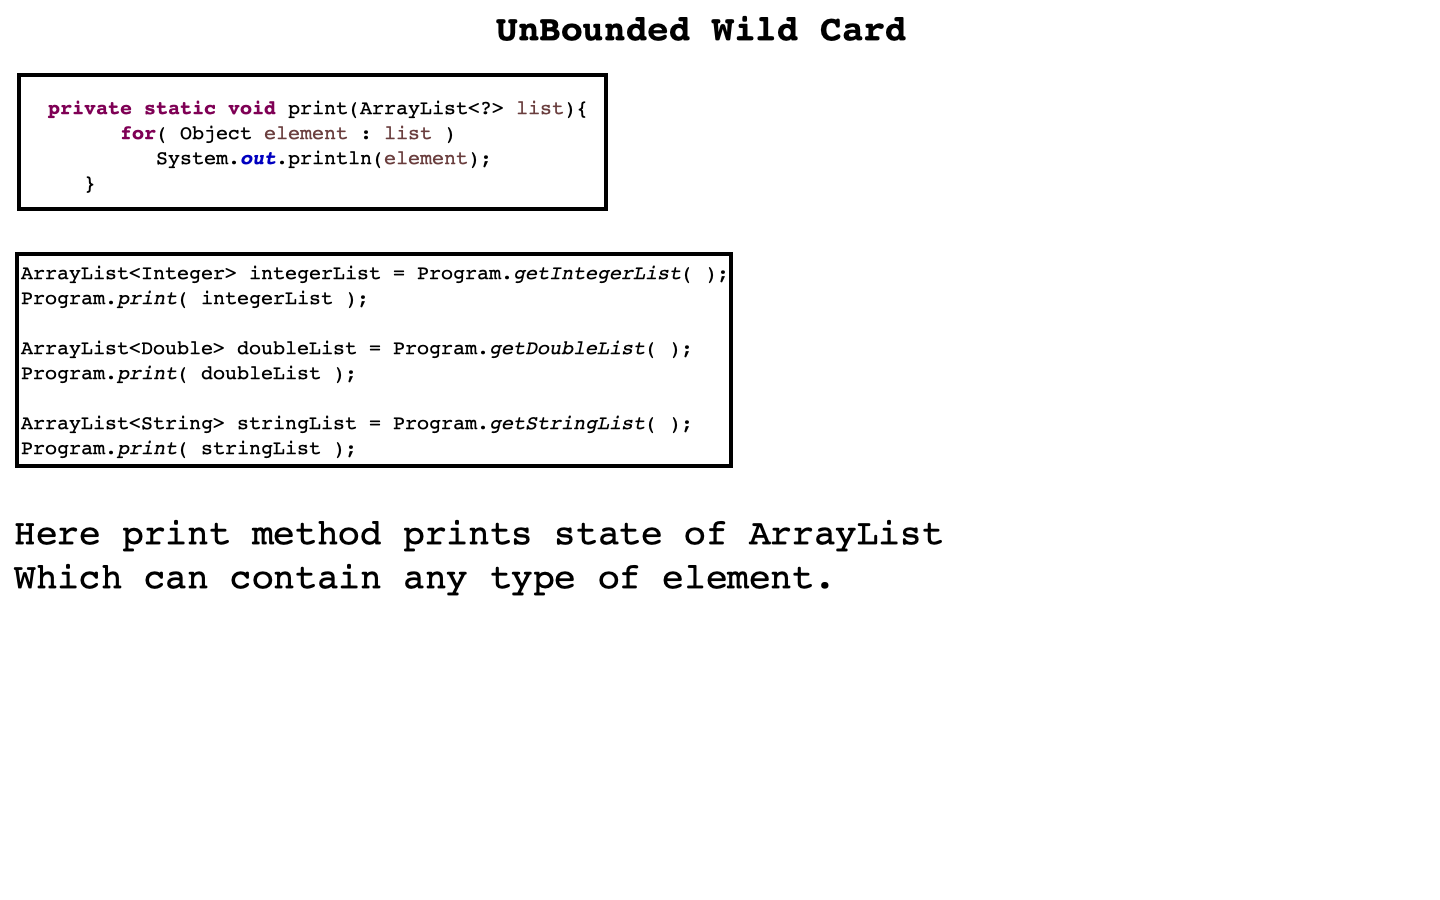 UnBounded Wild Card
private static void print(ArrayList<?> list){
for( Object element : list )
System.out.println(element);
}
ArrayList<Integer> integerList = Program.getIntegerList( );
Program.print( integerList );
ArrayList<Double> doubleList = Program.getDoubleList( );
Program.print( doubleList );
ArrayList<String> stringList = Program.getStringList( );
Program.print( stringList );
Here print method prints state of ArrayList
Which can contain any type of element.